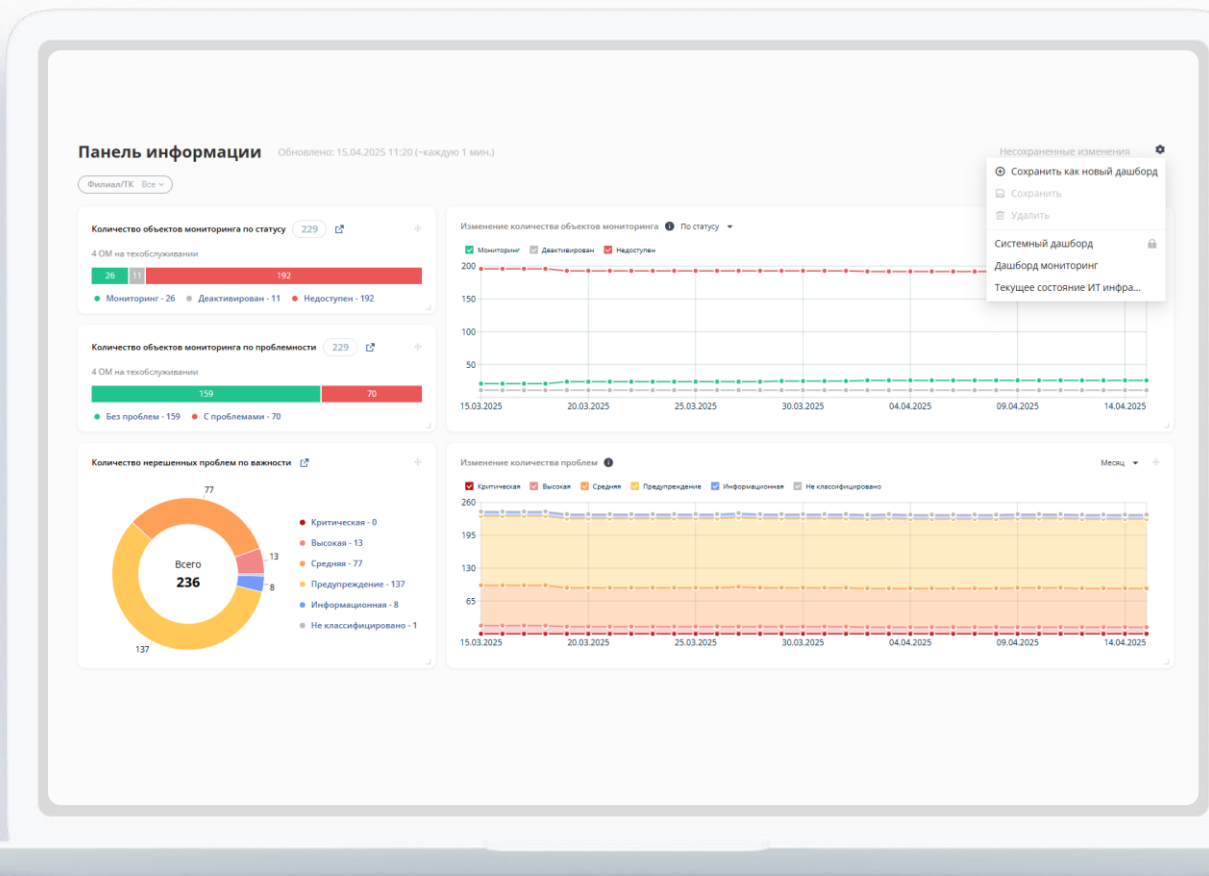 Панель информации Обновлено: 15.04.2025 11:20 (~каждую 1 мин.)
Несохраненные изменения
Филиал/ТК Все
Сохранить как новый дашборд
Сохранить
Удалить
Системный дашборд
Дашборд мониторинг
Текущее состояние ИТ инфра...
Количество объектов мониторинга по статусу 229
4 ОМ на техобслуживании
26 11 192
Мониторинг - 26 Деактивирован - 11 Недоступен - 192
Изменение количества объектов мониторинга По статусу
Мониторинг Деактивирован Недоступен
200
150
100
50
15.03.2025 20.03.2025 25.03.2025 30.03.2025 04.04.2025 09.04.2025 14.04.2025
Количество объектов мониторинга по проблемности 229
4 ОМ на техобслуживании
159 70
Без проблем - 159 С проблемами - 70
Количество нерешенных проблем по важности
77
13
8
137
Всего
236
Критическая - 0
Высокая - 13
Средняя - 77
Предупреждение - 137
Информационная - 8
Не классифицировано - 1
Изменение количества проблем Месяц
Критическая Высокая Средняя Предупреждение Информационная Не классифицировано
260
195
130
65
15.03.2025 20.03.2025 25.03.2025 30.03.2025 04.04.2025 09.04.2025 14.04.2025